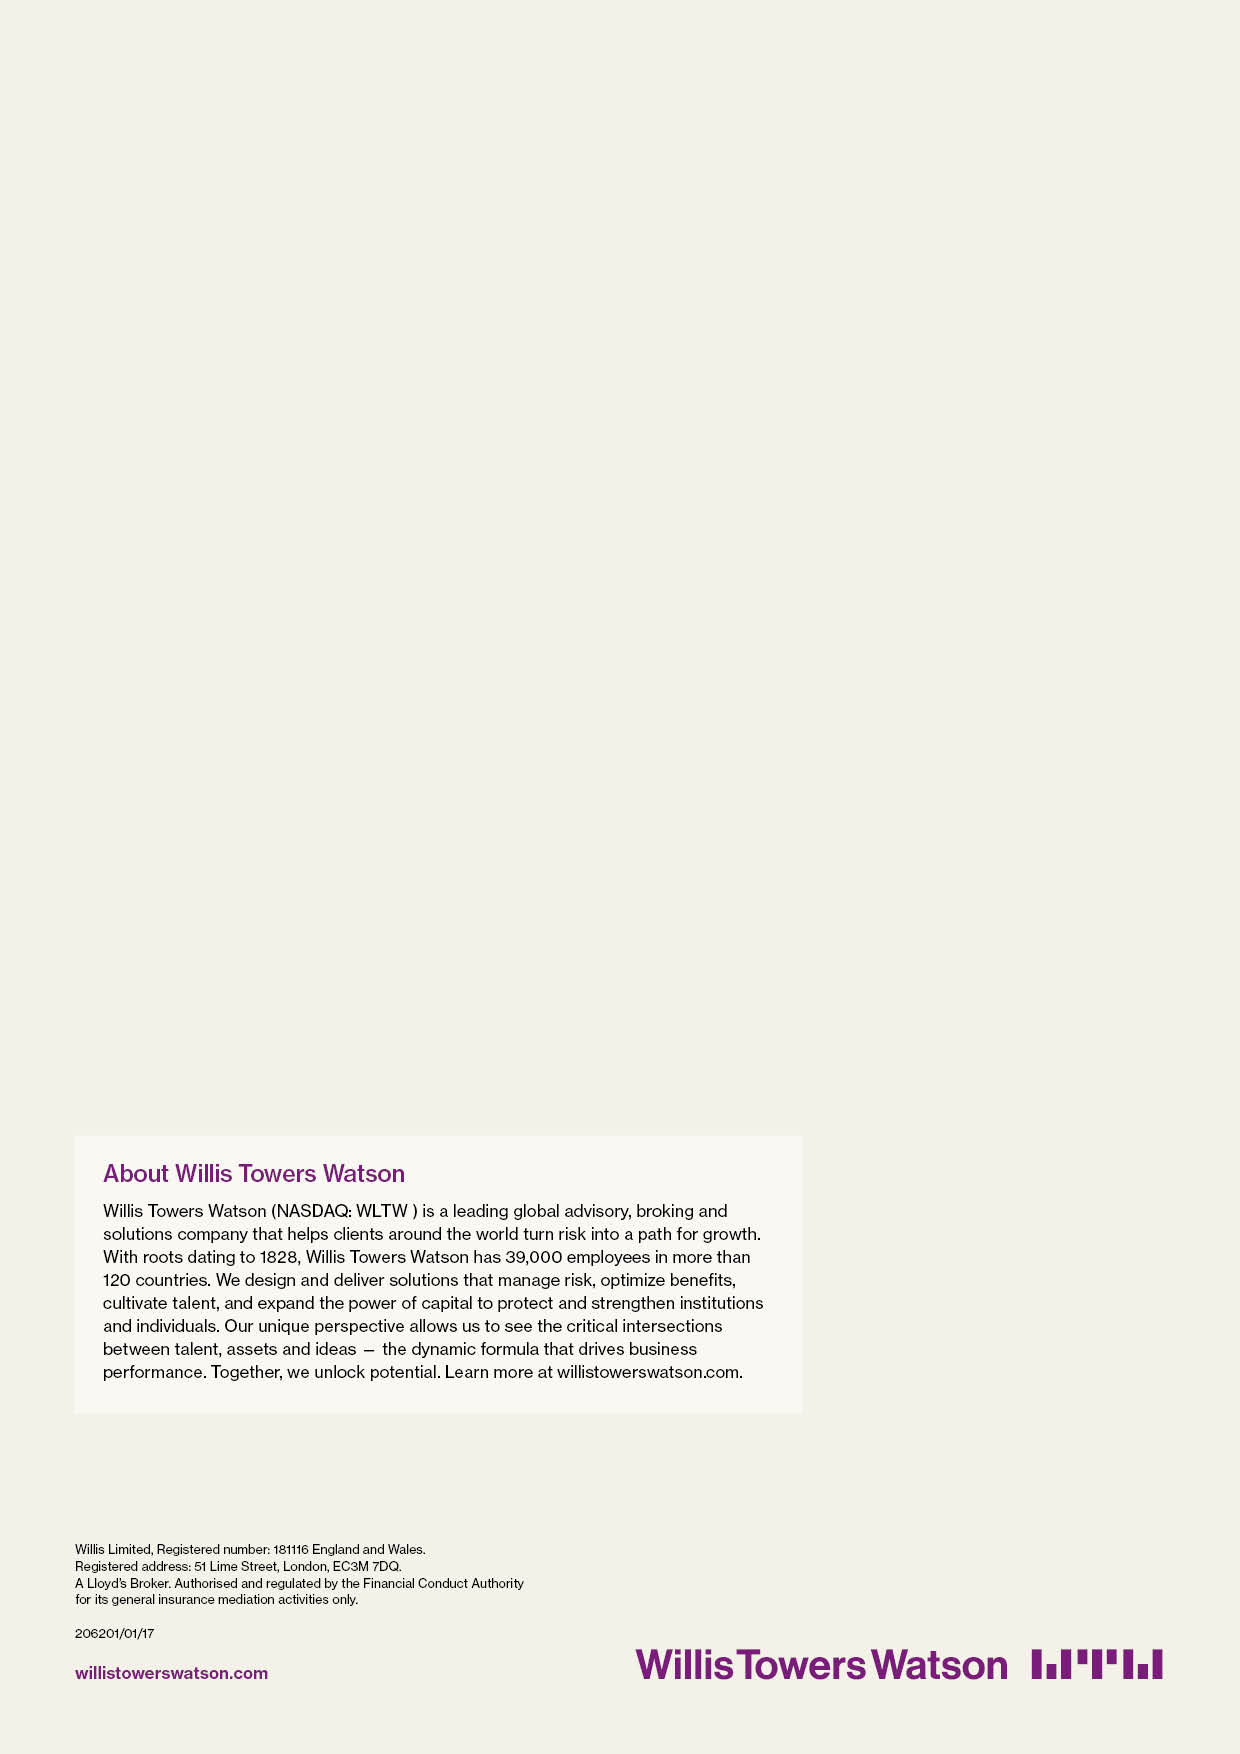 About Willis Towers Watson
Willis Towers Watson (NASDAQ: WLTW ) is a leading global advisory, broking and
solutions company that helps clients around the world turn risk into a path for growth.
With roots dating to 1828, Willis Towers Watson has 39,000 employees in more than
120 countries. We design and deliver solutions that manage risk, optimize benefits,
cultivate talent, and expand the power of capital to protect and strengthen institutions
and individuals. Our unique perspective allows us to see the critical intersections
between talent, assets and ideas — the dynamic formula that drives business
performance. Together, we unlock potential. Learn more at willistowerswatson.com.
Willis Limited, Registered number: 181116 England and Wales.
Registered address: 51 Lime Street, London, EC3M 7DQ.
A Lloyd's Broker. Authorised and regulated by the Financial Conduct Authority
for its general insurance mediation activities only.
206201/01/17
willistowerswatson.com
Willis Towers Watson